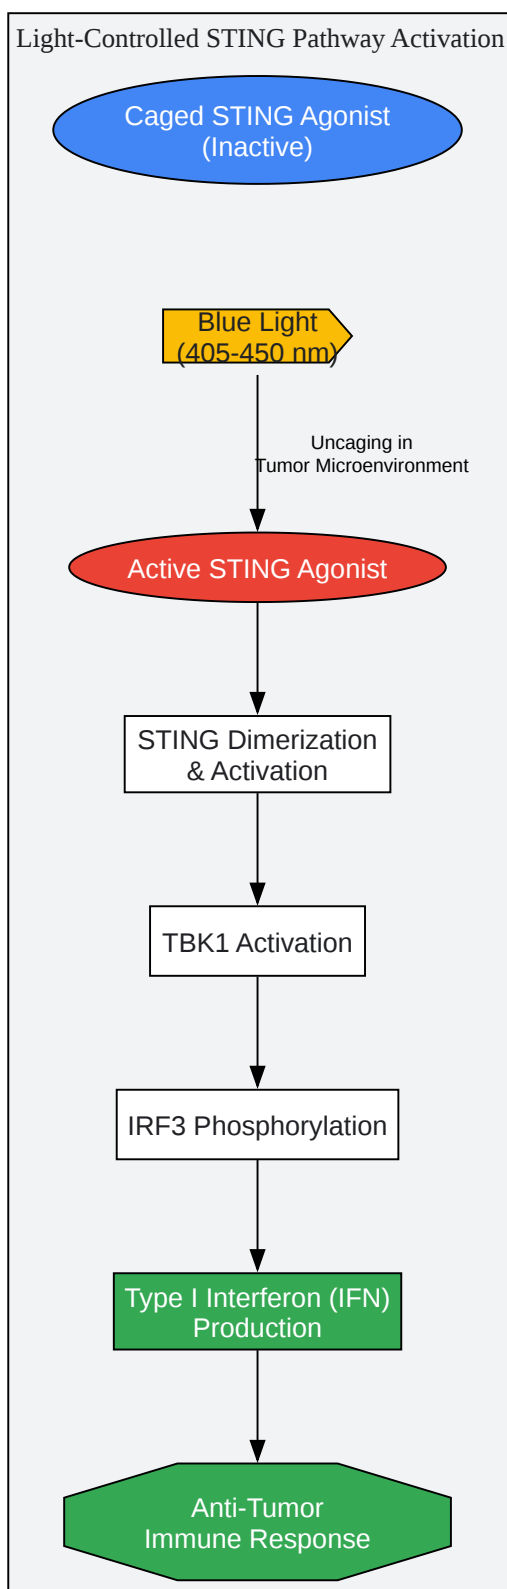 Light-Controlled STING Pathway Activation
Caged STING Agonist
(Inactive)
Blue Light
(405-450 nm)
Uncaging in
Tumor Microenvironment
Active STING Agonist
STING Dimerization
& Activation
TBK1 Activation
IRF3 Phosphorylation
Type I Interferon (IFN)
Production
Anti-Tumor
Immune Response